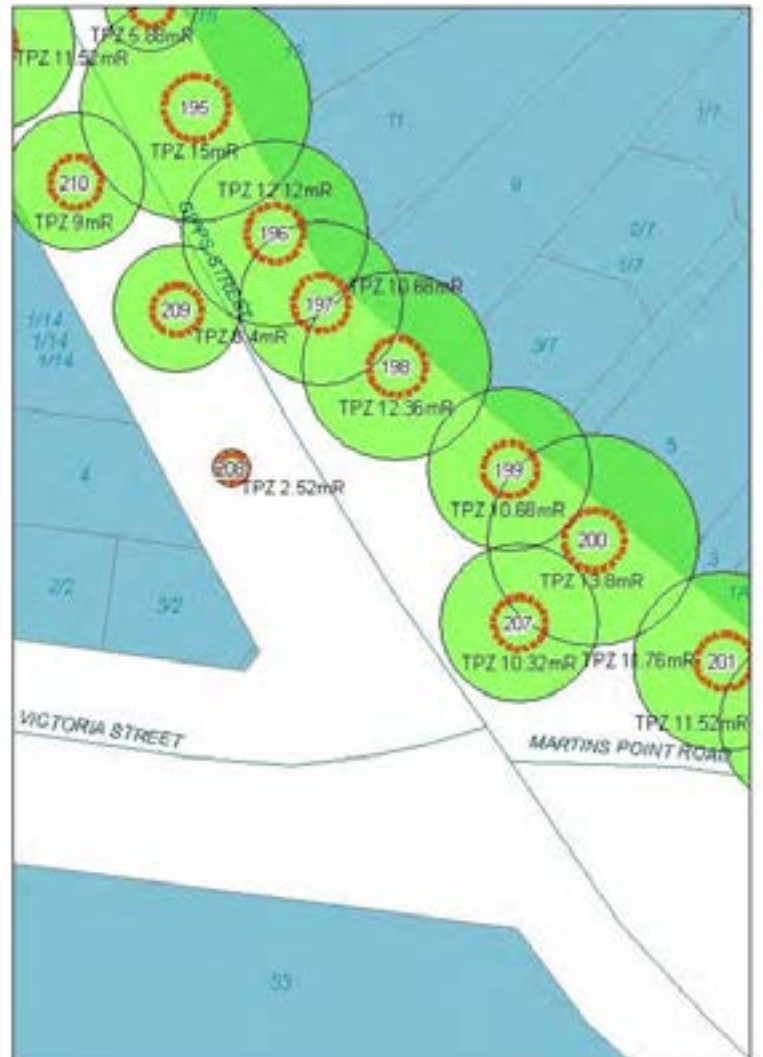 TPZ 5.88mR
TPZ 11.52mR
195
11
1/7
TPZ 15mR
210
TPZ 9mR
TPZ 12.12mR
9
196
GIPPS STREET
2/7
1/7
TPZ 10.68mR
197
209
1/14
1/14
1/14
3/7
198
TPZ 12.36mR
5
208
TPZ 2.52mR
4
199
TPZ 10.68mR
200
3
TPZ 13.8mR
2/2
3/2
207
TPZ 10.32mR
TPZ 11.76mR
201
TPZ 11.52mR
VICTORIA STREET
MARTINS POINT ROAD
53